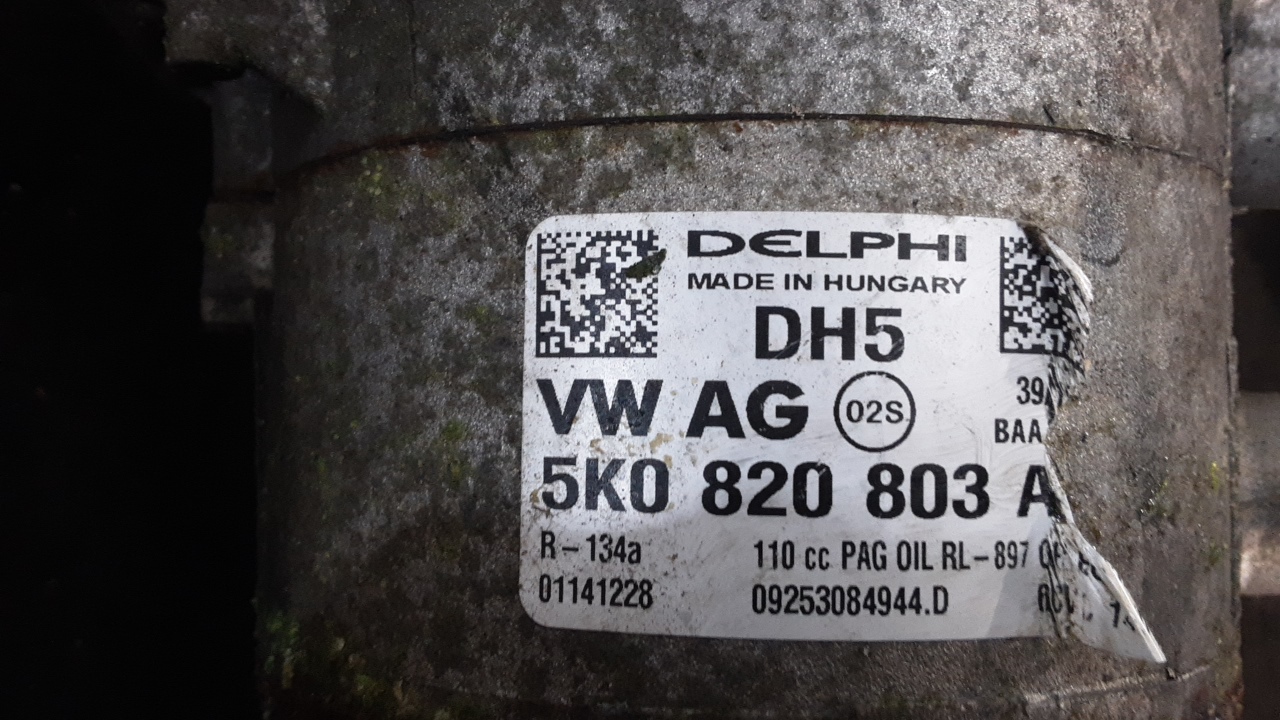 DELPHI
MADE IN HUNGARY
DH5
VW AG 02S 39
BAA
5K0 820 803 A
R-134a 110 cc PAG OIL RL-897
01141228 09253084944.D